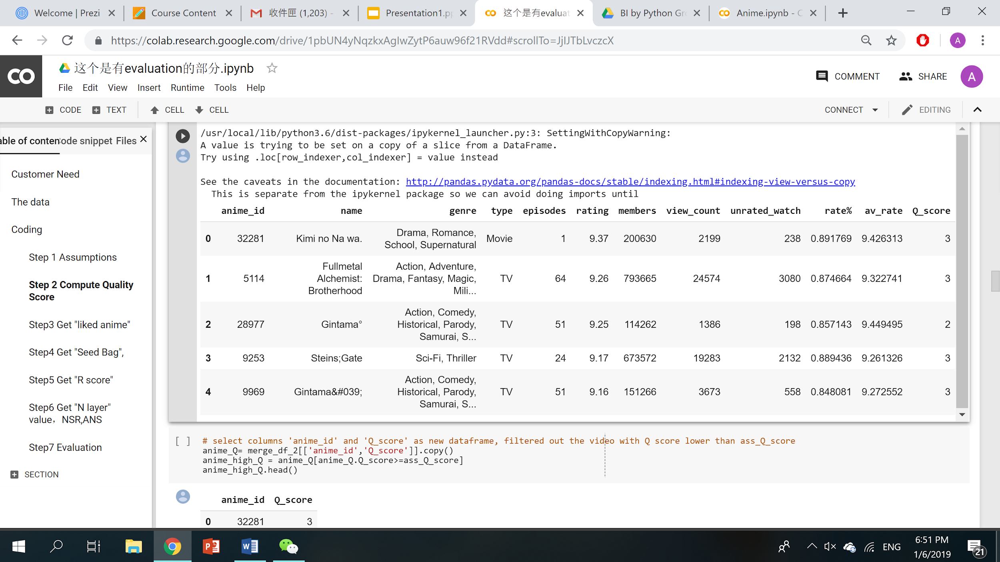 Welcome | Prezi
Course Content
收件匣 (1,203) -
Presentation1.pp
这个是有evaluat
BI by Python Gro
Anime.ipynb - C
https://colab.research.google.com/drive/1pbUN4yNqzkxAgIwZytP6auw96f21RVdd#scrollTo=JjIJTbLvczcX
A
CO
这个是有evaluation的部分.ipynb
COMMENT
SHARE
A
File Edit View Insert Runtime Tools Help
CODE TEXT CELL CELL
CONNECT
EDITING
able of conten ode snippet Files
Customer Need
The data
Coding
Step 1 Assumptions
Step 2 Compute Quality
Score
Step3 Get "liked anime"
Step4 Get "Seed Bag",
Step5 Get "R score"
Step6 Get "N layer"
value，NSR,ANS
Step7 Evaluation
SECTION
/usr/local/lib/python3.6/dist-packages/ipykernel_launcher.py:3: SettingWithCopyWarning:
A value is trying to be set on a copy of a slice from a DataFrame.
Try using .loc[row_indexer,col_indexer] = value instead
See the caveats in the documentation: http://pandas.pydata.org/pandas-docs/stable/indexing.html#indexing-view-versus-copy
This is separate from the ipykernel package so we can avoid doing imports until
anime_id name genre type episodes rating members view_count unrated_watch rate% av_rate Q_score
0 32281 Kimi no Na wa. Drama, Romance, School, Supernatural Movie 1 9.37 200630 2199 238 0.891769 9.426313 3
1 5114 Fullmetal Alchemist: Brotherhood Action, Adventure, Drama, Fantasy, Magic, Mili... TV 64 9.26 793665 24574 3080 0.874664 9.322741 3
2 28977 Gintama° Action, Comedy, Historical, Parody, Samurai, S... TV 51 9.25 114262 1386 198 0.857143 9.449495 2
3 9253 Steins;Gate Sci-Fi, Thriller TV 24 9.17 673572 19283 2132 0.889436 9.261326 3
4 9969 Gintama&#039; Action, Comedy, Historical, Parody, Samurai, S... TV 51 9.16 151266 3673 558 0.848081 9.272552 3
[ ] # select columns 'anime_id' and 'Q_score' as new dataframe, filtered out the video with Q score lower than ass_Q_score
anime_Q= merge_df_2[['anime_id','Q_score']].copy()
anime_high_Q = anime_Q[anime_Q.Q_score>=ass_Q_score]
anime_high_Q.head()
anime_id Q_score
0 32281 3
ENG
6:51 PM
1/6/2019
21